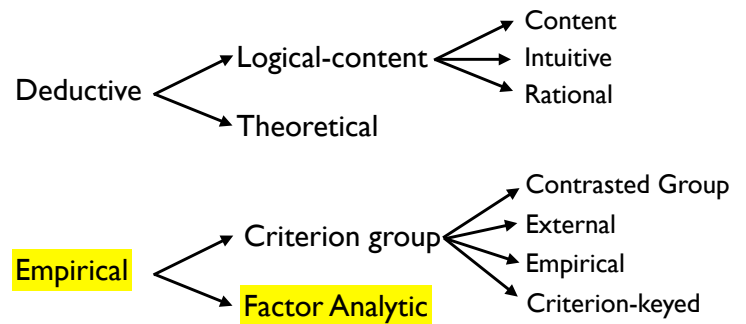 Deductive
Logical-content
Theoretical
Content
Intuitive
Rational
Empirical
Criterion group
Factor Analytic
Contrasted Group
External
Empirical
Criterion-keyed